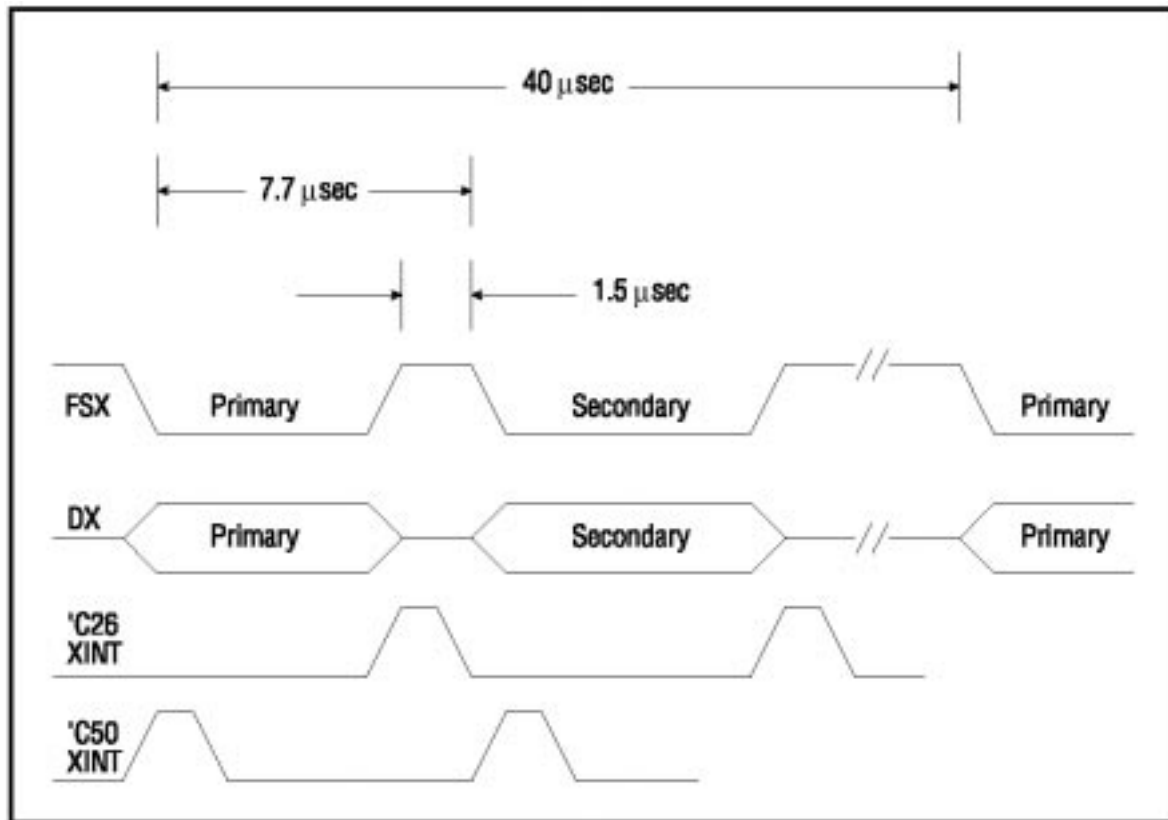 40 μsec
7.7 μsec
1.5 μsec
FSX Primary Secondary Primary
DX Primary Secondary Primary
'C26
XINT
'C50
XINT